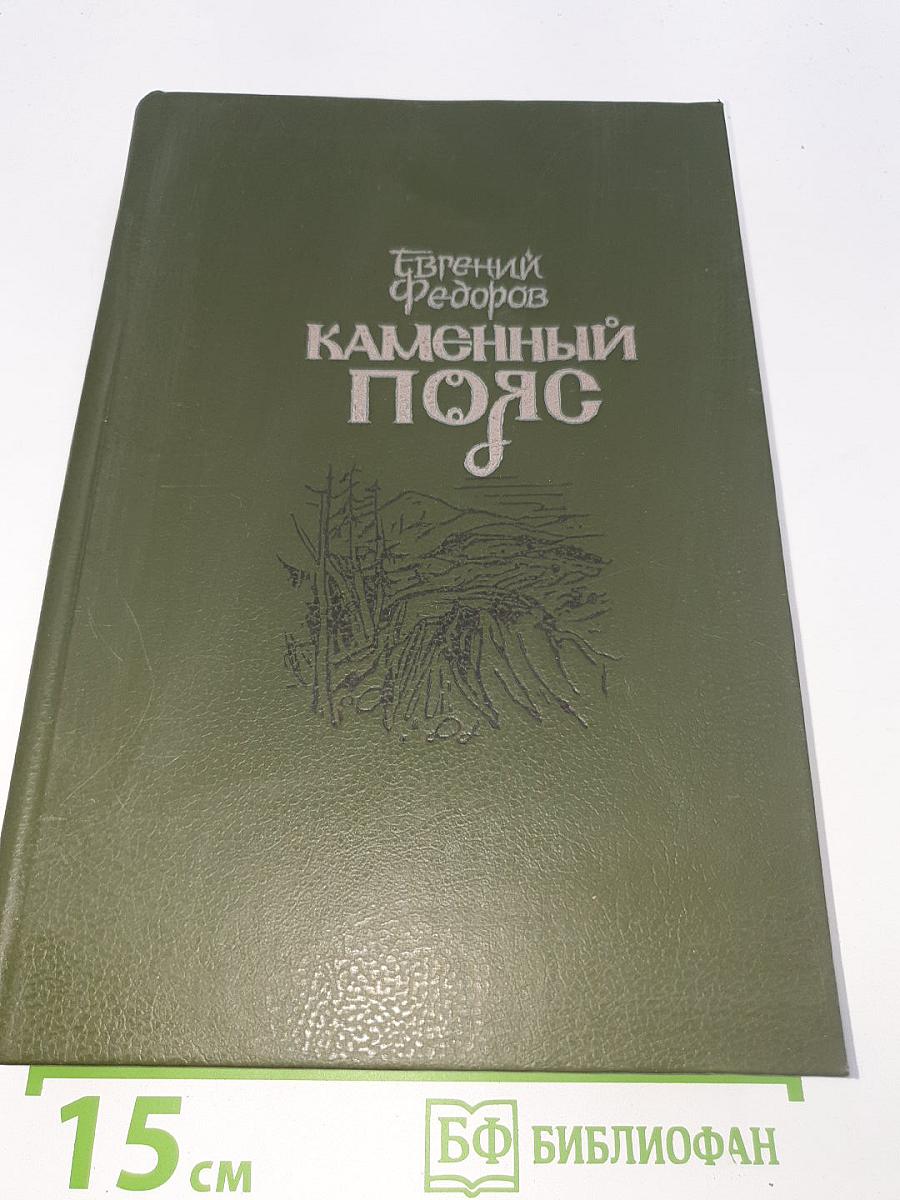 Евгений
Федоров
КАМЕННЫЙ
ПОЯС
15 см
БФ БИБЛИОФАН